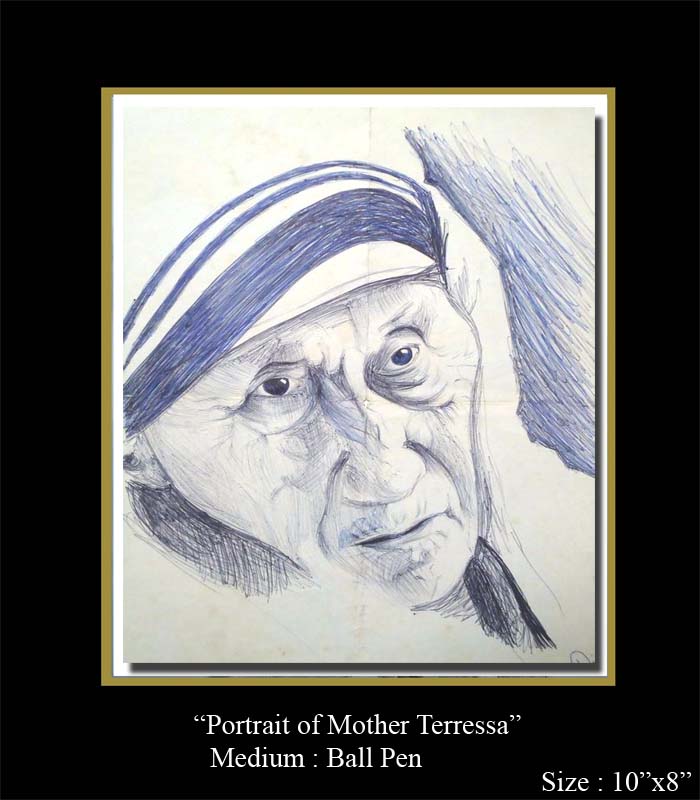 “Portrait of Mother Terressa”
Medium : Ball Pen
Size : 10”x8”